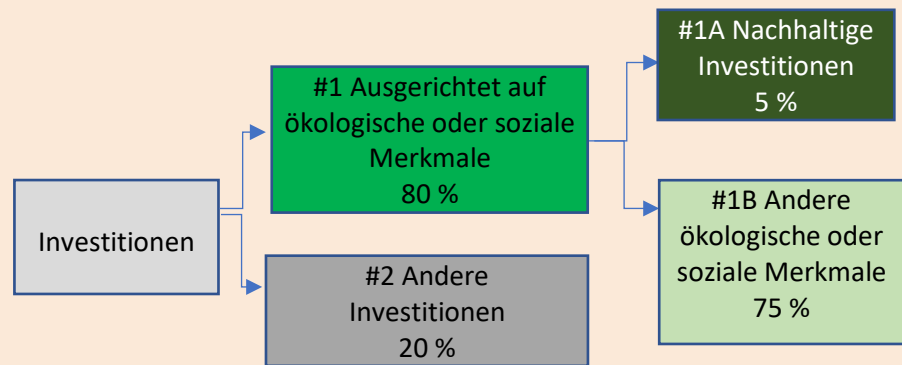 #1A Nachhaltige
Investitionen
5 %
#1 Ausgerichtet auf
ökologische oder soziale
Merkmale
80 %
Investitionen
#1B Andere
ökologische oder
soziale Merkmale
75 %
#2 Andere
Investitionen
20 %